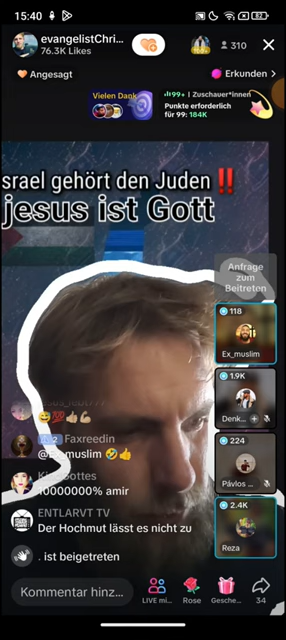 15:40
82
evangelistChri...
76.3K Likes
310
Angesagt
Erkunden >
Vielen Dank
99+ | Zuschauer*innen
Punkte erforderlich
für 99: 184K
srael gehört den Juden‼️
jesus ist Gott
Anfrage
zum
Beitreten
118
Ex_muslim
1.9K
Denk...
224
Pávlos ...
2.4K
Reza
😅💯👍🏼💪🏼
Faxreedin
@Ex_muslim 🤣👍
10000000% amir
ENTLARVT TV
Der Hochmut lässt es nicht zu
. ist beigetreten
Kommentar hinz...
LIVE mi...
Rose
Gesche...
34